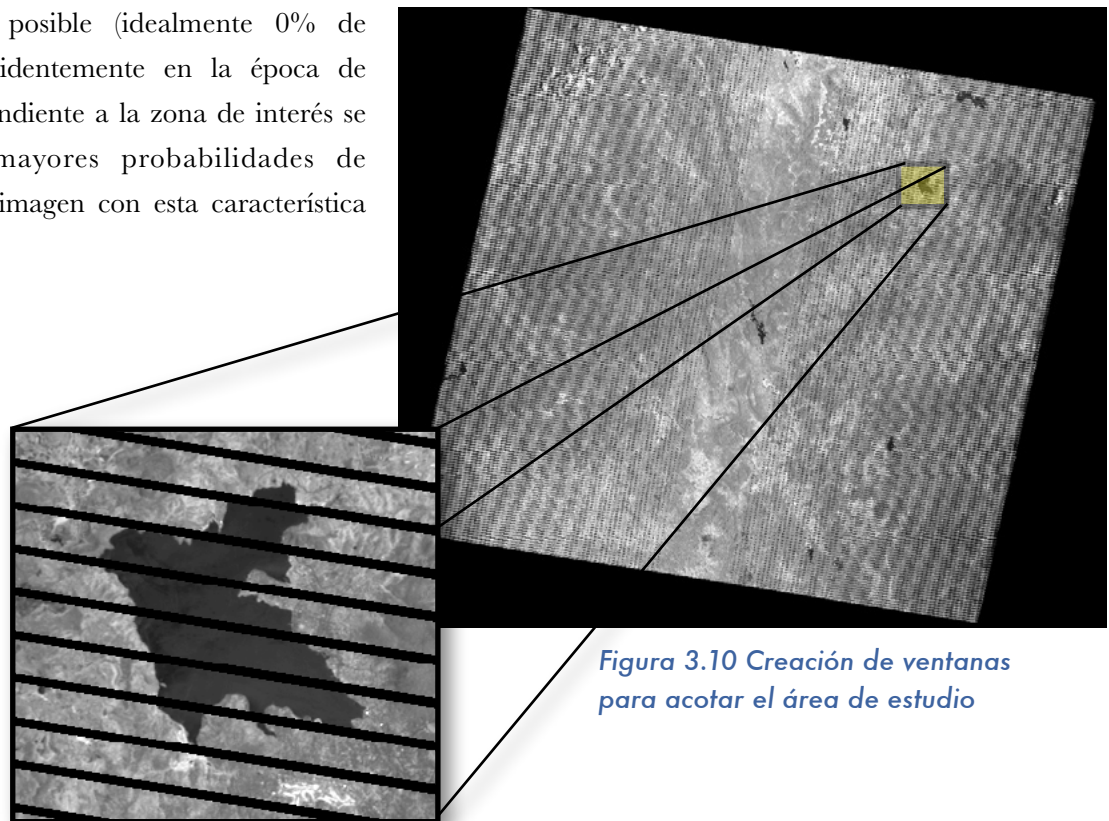 posible (idealmente 0% de
identemente en la época de
ndiente a la zona de interés se
mayores probabilidades de
imagen con esta característica
Figura 3.10 Creación de ventanas
para acotar el área de estudio